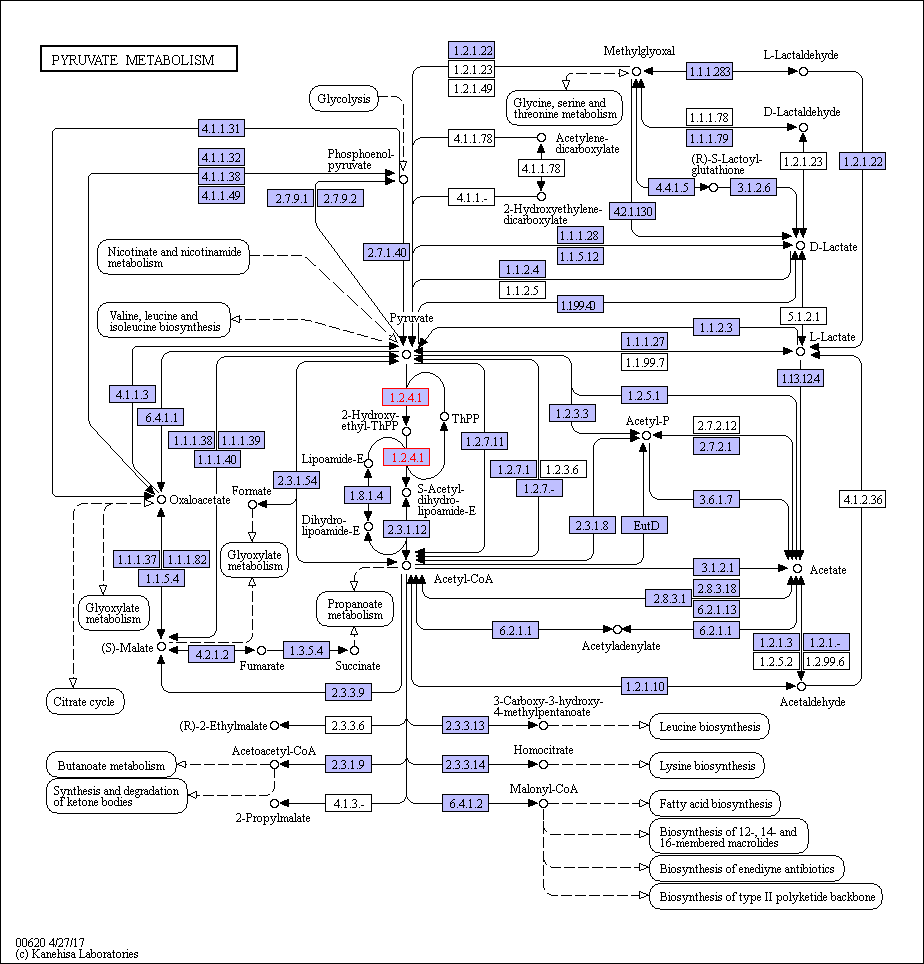 PYRUVATE METABOLISM
1.2.1.22
1.2.1.23
1.2.1.49
Methylglyoxal
1.1.1.283
L-Lactaldehyde
Glycolysis
Glycine, serine and
threonine metabolism
1.1.1.78
1.1.1.79
D-Lactaldehyde
4.1.1.31
4.1.1.32
4.1.1.38
4.1.1.49
Phosphoenol-
pyruvate
4.1.1.78
Acetylene-
dicarboxylate
4.1.1.78
(R)-S-Lactoyl-
glutathione
1.2.1.23
1.2.1.22
2.7.9.1
2.7.9.2
4.1.1.-
2-Hydroxyethylene-
dicarboxylate
4.4.1.5
3.1.2.6
4.2.1.130
Nicotinate and nicotinamide
metabolism
2.7.1.40
1.1.1.28
1.1.5.12
D-Lactate
1.1.2.4
1.1.2.5
1.1.99.40
Valine, leucine and
isoleucine biosynthesis
Pyruvate
5.1.2.1
1.1.2.3
L-Lactate
1.1.1.27
1.1.99.7
1.13.12.4
4.1.1.3
6.4.1.1
1.2.4.1
1.2.5.1
1.2.3.3
2-Hydroxy-
ethyl-ThPP
ThPP
Acetyl-P
2.7.2.12
2.7.2.1
1.1.1.38
1.1.1.39
1.1.1.40
1.2.7.11
Lipoamide-E
1.2.4.1
1.2.7.1
1.2.3.6
1.2.7.-
2.3.1.54
Formate
Oxaloacetate
1.8.1.4
S-Acetyl-
dihydro-
lipoamide-E
3.6.1.7
4.1.2.36
Dihydro-
lipoamide-E
2.3.1.12
2.3.1.8
EutD
1.1.1.37
1.1.1.82
1.1.5.4
Glyoxylate
metabolism
Acetyl-CoA
3.1.2.1
Acetate
2.8.3.18
2.8.3.1
6.2.1.13
Glyoxylate
metabolism
Propanoate
metabolism
6.2.1.1
6.2.1.1
Acetyladenylate
(S)-Malate
4.2.1.2
Fumarate
1.3.5.4
Succinate
1.2.1.3
1.2.1.-
1.2.5.2
1.2.99.6
2.3.3.9
1.2.1.10
Acetaldehyde
Citrate cycle
(R)-2-Ethylmalate
2.3.3.6
2.3.3.13
3-Carboxy-3-hydroxy-
4-methylpentanoate
Leucine biosynthesis
Acetoacetyl-CoA
Butanoate metabolism
2.3.1.9
2.3.3.14
Homocitrate
Lysine biosynthesis
Synthesis and degradation
of ketone bodies
4.1.3.-
2-Propylmalate
6.4.1.2
Malonyl-CoA
Fatty acid biosynthesis
Biosynthesis of 12-, 14- and
16-membered macrolides
Biosynthesis of enediyne antibiotics
Biosynthesis of type II polyketide backbone
00620 4/27/17
(c) Kanehisa Laboratories